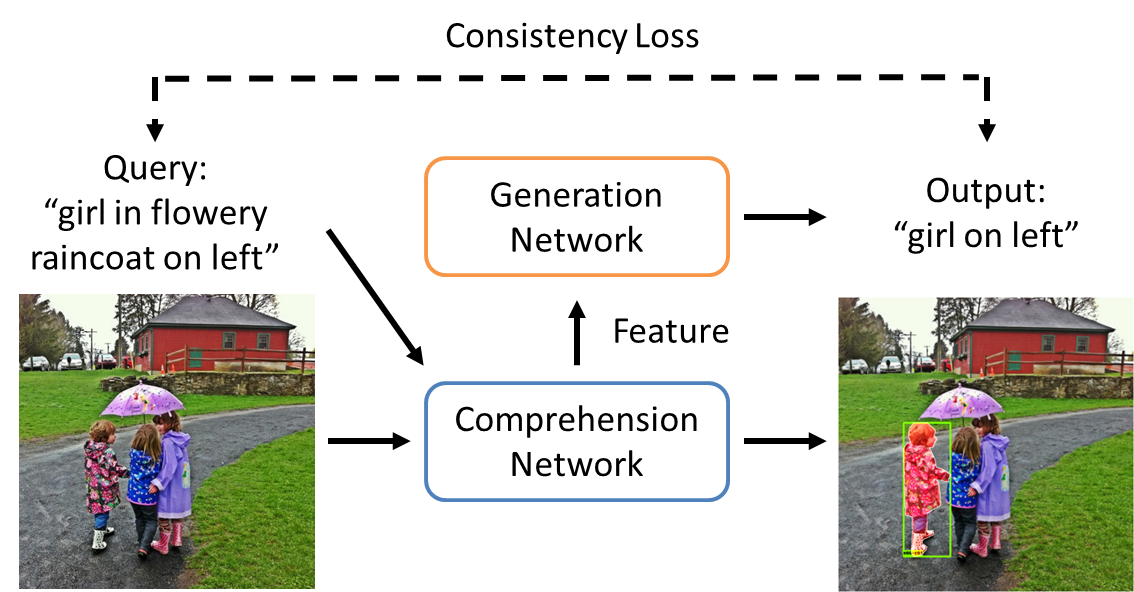 Consistency Loss
Query:
“girl in flowery
raincoat on left”
Generation
Network
Output:
“girl on left”
Feature
Comprehension
Network